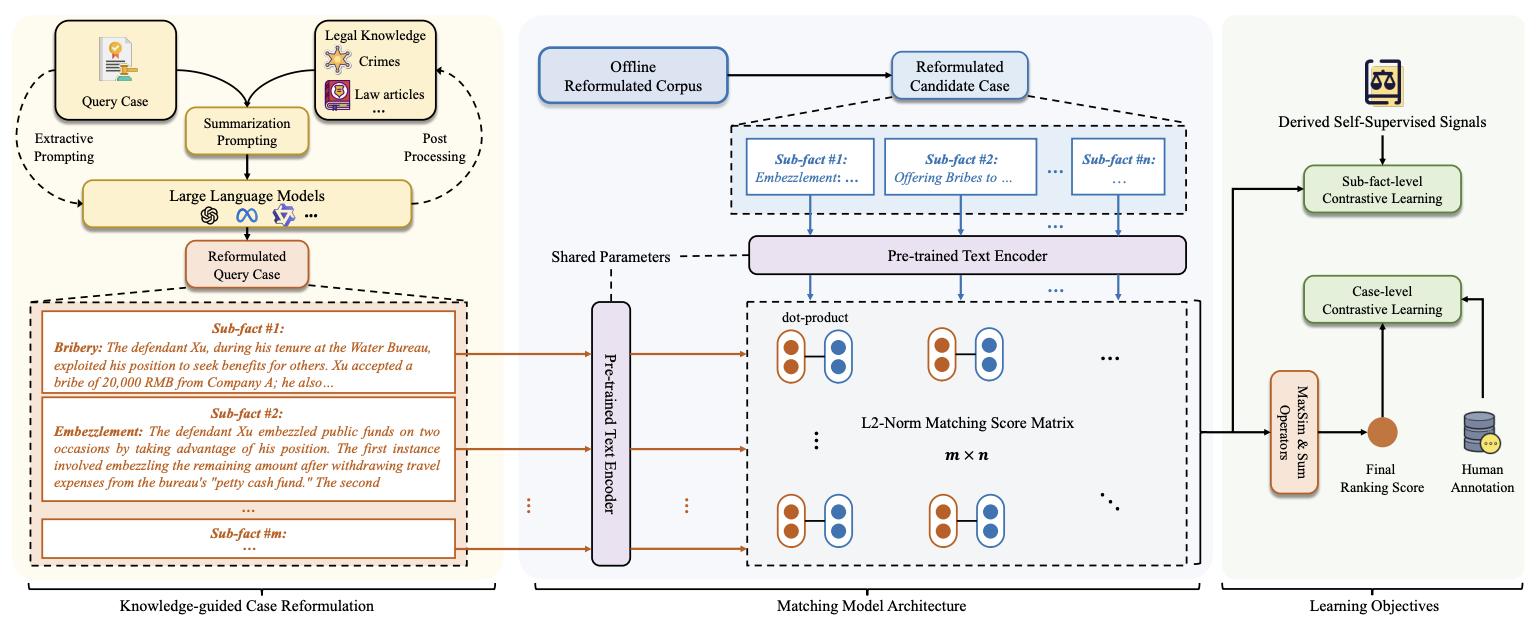 Query Case
Legal Knowledge
Crimes
Law articles
...
Extractive
Prompting
Summarization
Prompting
Post
Processing
Large Language Models
...
Reformulated
Query Case
Sub-fact #1:
Bribery: The defendant Xu, during his tenure at the Water Bureau,
exploited his position to seek benefits for others. Xu accepted a
bribe of 20,000 RMB from Company A; he also…
Sub-fact #2:
Embezzlement: The defendant Xu embezzled public funds on two
occasions by taking advantage of his position. The first instance
involved embezzling the remaining amount after withdrawing travel
expenses from the bureau's "petty cash fund." The second
...
Sub-fact #m:
...
Knowledge-guided Case Reformulation
Offline
Reformulated Corpus
Reformulated
Candidate Case
Sub-fact #1:
Embezzlement: …
Sub-fact #2:
Offering Bribes to …
...
Sub-fact #n:
...
...
Shared Parameters
Pre-trained Text Encoder
...
Pre-trained Text Encoder
dot-product
...
L2-Norm Matching Score Matrix
m × n
Matching Model Architecture
Derived Self-Supervised Signals
Sub-fact-level
Contrastive Learning
Case-level
Contrastive Learning
MaxSim & Sum
Operators
Final
Ranking Score
Human
Annotation
Learning Objectives